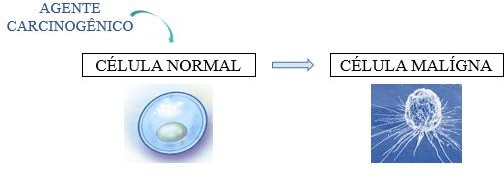 AGENTE
CARCINOGÊNICO
CÉLULA NORMAL
CÉLULA MALÍGNA